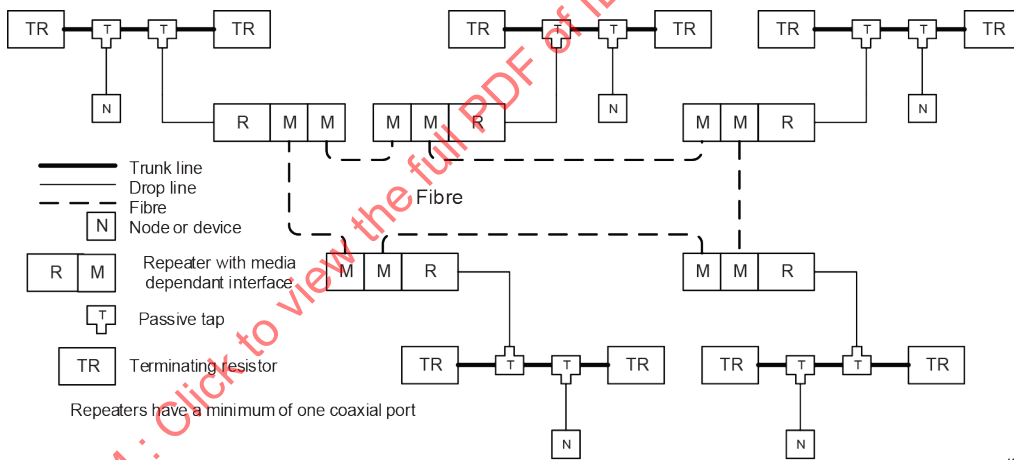 TR T T TR TR T T TR TR T T TR
N N N
R M M M M R M M R
Trunk line
Drop line
Fibre
Fibre
N Node or device
M M R M M R
R M Repeater with media
dependant interface
T Passive tap
TR Terminating resistor
TR T T TR TR T T TR
Repeaters have a minimum of one coaxial port
N N
: Click to view the full PDF of